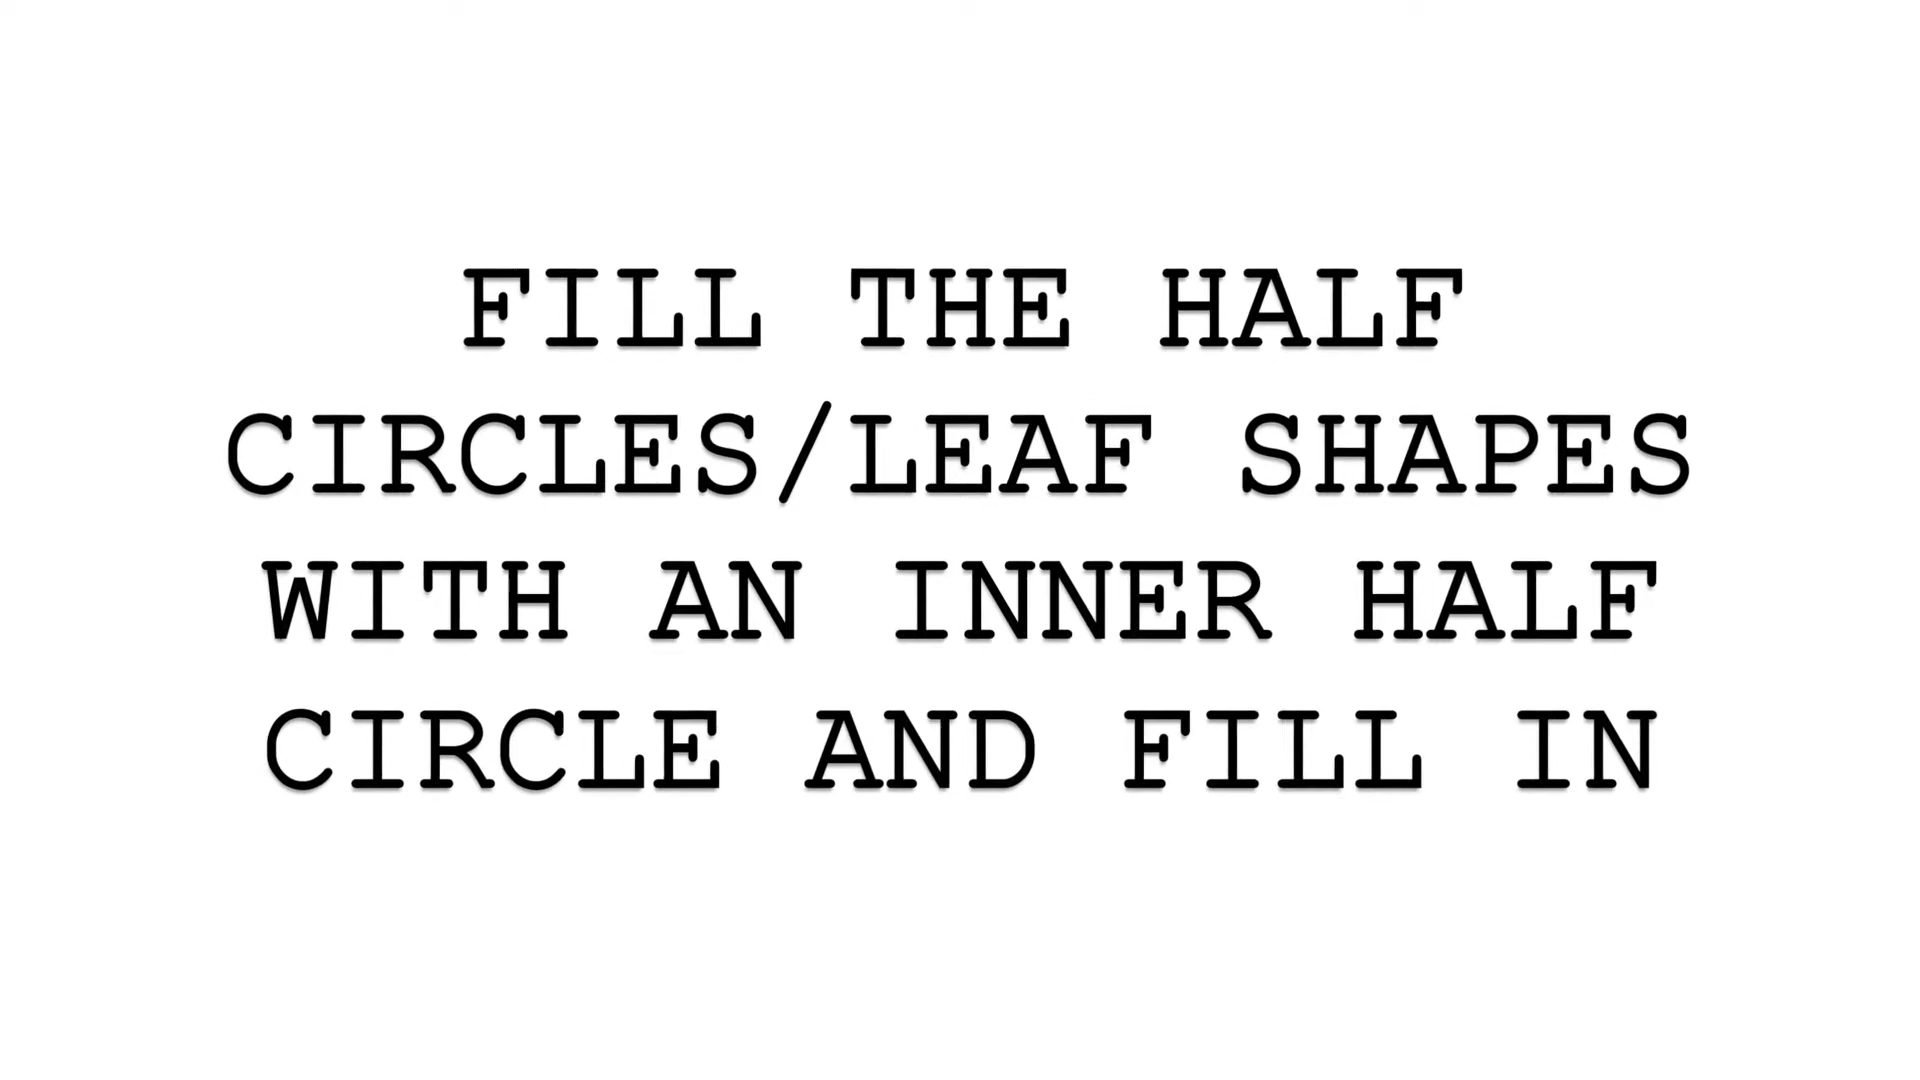 FILL THE HALF
CIRCLES/LEAF SHAPES
WITH AN INNER HALF
CIRCLE AND FILL IN